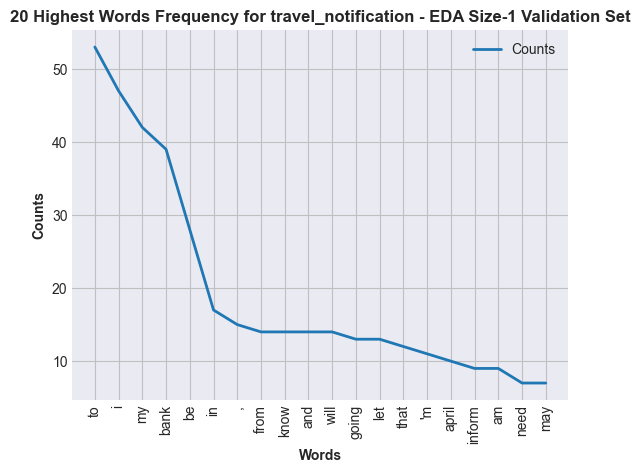 20 Highest Words Frequency for travel_notification - EDA Size-1 Validation Set
Counts
Counts
50
40
30
20
10
to
i
my
bank
be
in
,
from
know
and
will
going
let
that
'm
april
inform
am
need
may
Words